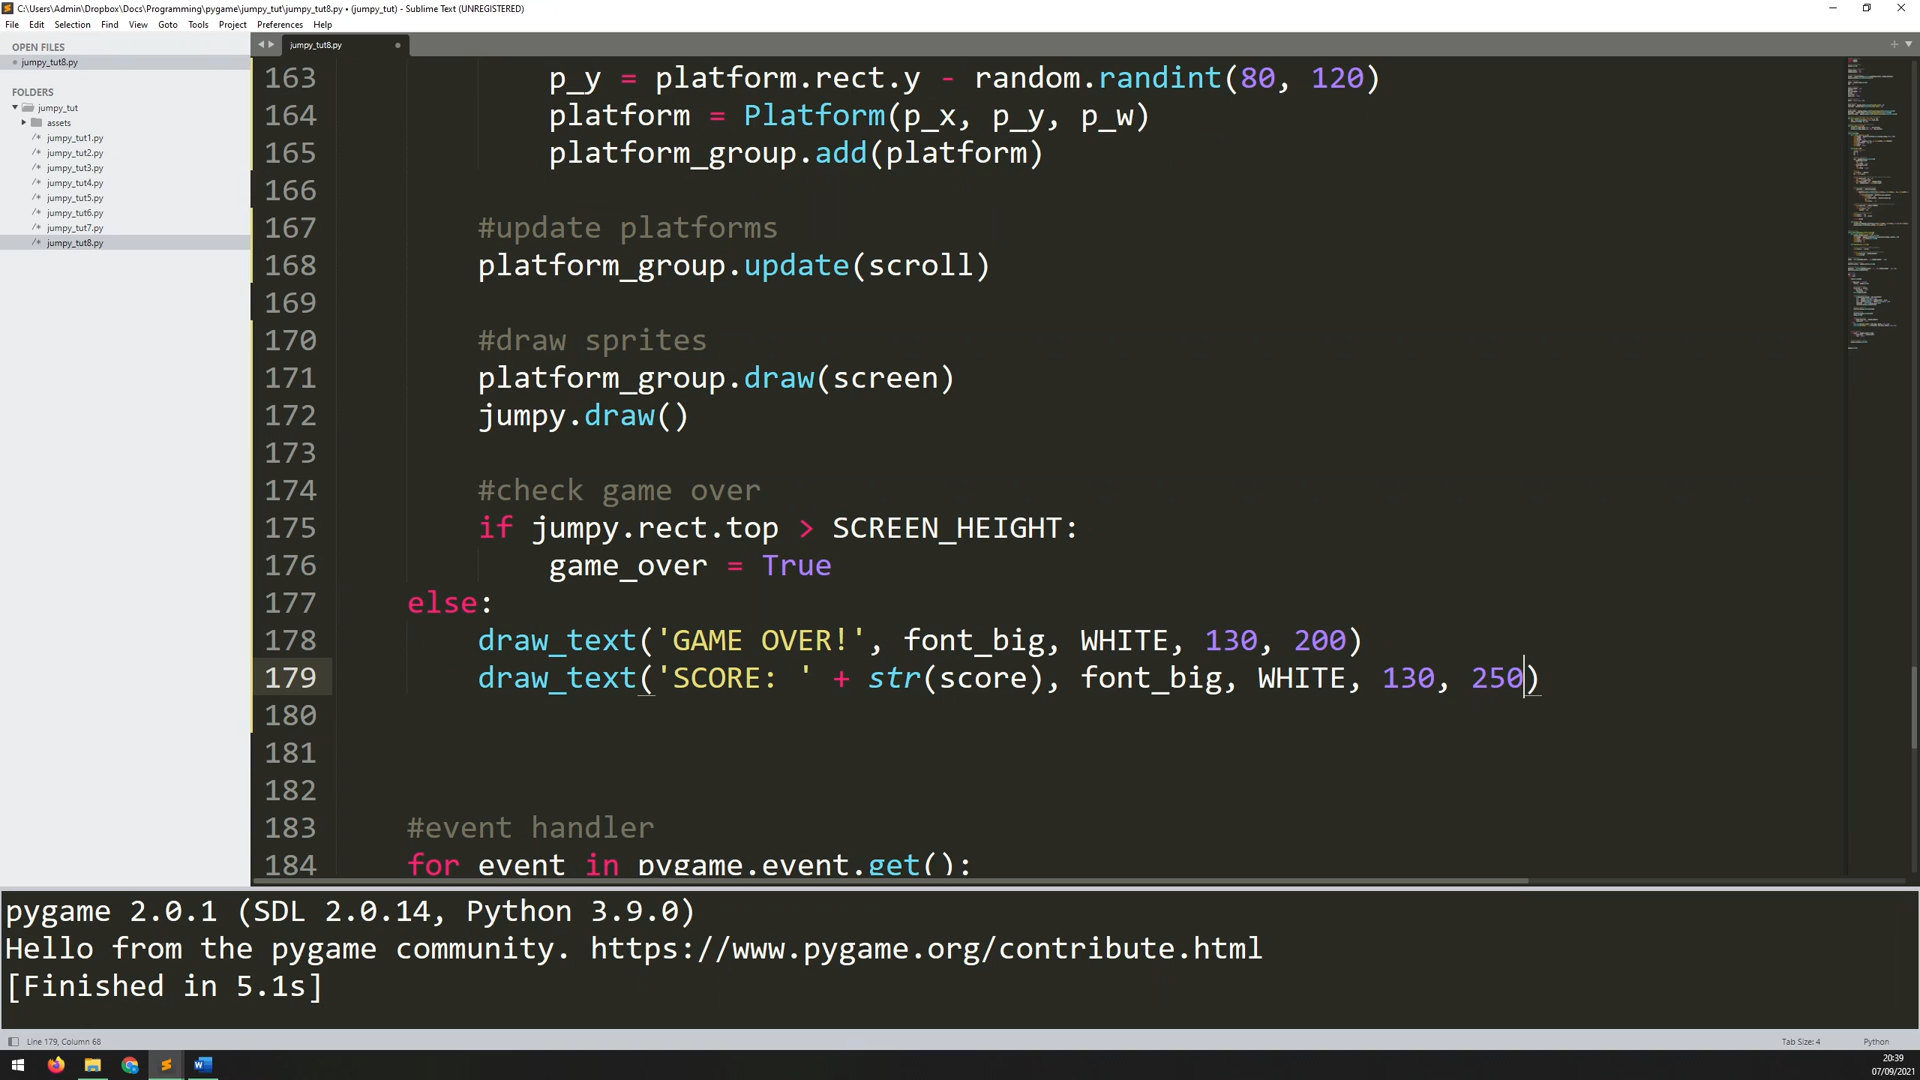 C:\Users\Admin\Dropbox\Docs\Programming\pygame\jumpy_tut\jumpy_tut8.py • (jumpy_tut) - Sublime Text (UNREGISTERED)
File Edit Selection Find View Goto Tools Project Preferences Help
OPEN FILES
jumpy_tut8.py
FOLDERS
jumpy_tut
assets
/* jumpy_tut1.py
/* jumpy_tut2.py
/* jumpy_tut3.py
/* jumpy_tut4.py
/* jumpy_tut5.py
/* jumpy_tut6.py
/* jumpy_tut7.py
/* jumpy_tut8.py
jumpy_tut8.py
163 p_y = platform.rect.y - random.randint(80, 120)
164 platform = Platform(p_x, p_y, p_w)
165 platform_group.add(platform)
166
167 #update platforms
168 platform_group.update(scroll)
169
170 #draw sprites
171 platform_group.draw(screen)
172 jumpy.draw()
173
174 #check game over
175 if jumpy.rect.top > SCREEN_HEIGHT:
176 game_over = True
177 else:
178 draw_text('GAME OVER!', font_big, WHITE, 130, 200)
179 draw_text('SCORE: ' + str(score), font_big, WHITE, 130, 250)
180
181
182
183 #event handler
184 for event in pygame.event.get():
pygame 2.0.1 (SDL 2.0.14, Python 3.9.0)
Hello from the pygame community. https://www.pygame.org/contribute.html
[Finished in 5.1s]
Line 179, Column 68
Tab Size: 4
Python
20:39
07/09/2021